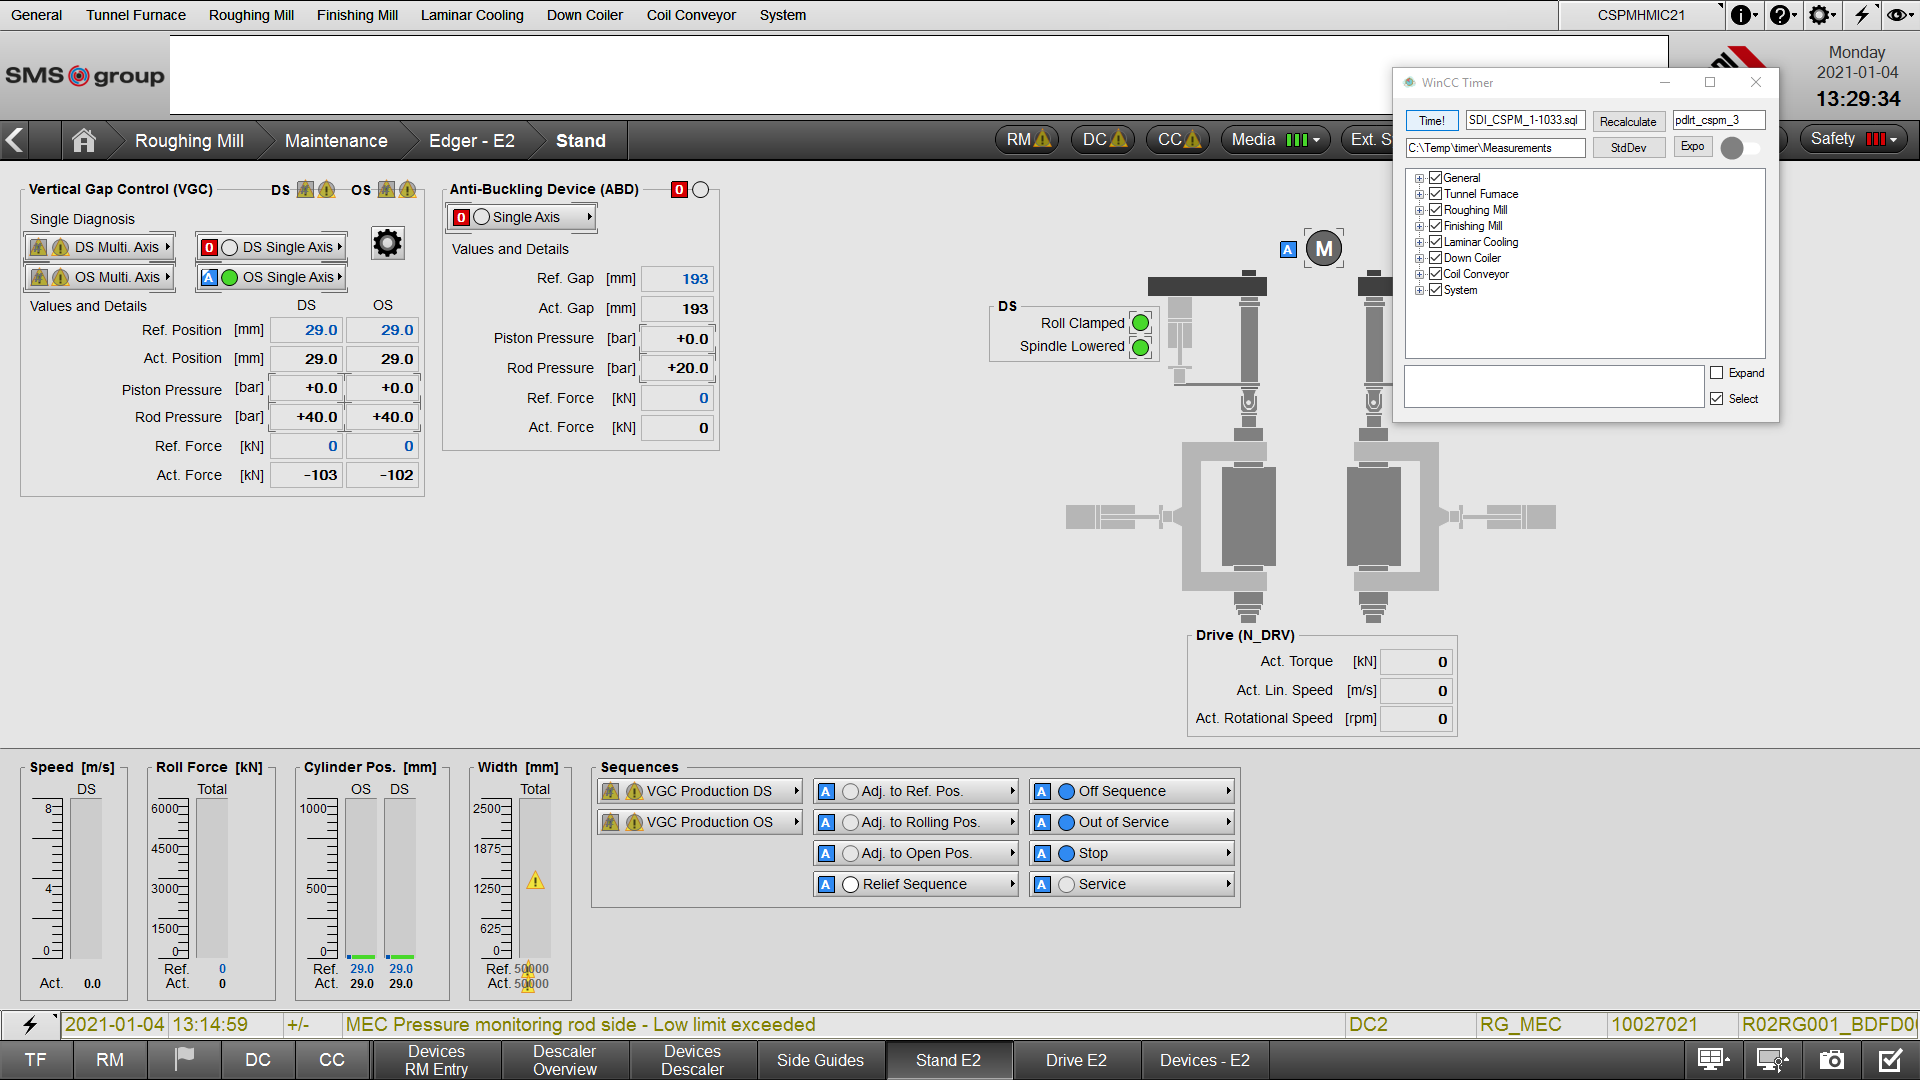 General Tunnel Furnace Roughing Mill Finishing Mill Laminar Cooling Down Coiler Coil Conveyor System CSPMHMIC21
SMS group
Monday
2021-01-04
13:29:34
Roughing Mill Maintenance Edger - E2 Stand RM DC CC Media Ext. S Safety
WinCC Timer
Time! SDI_CSPM_1-1033.sql Recalculate pdlrt_cspm_3
C:\Temp\timer\Measurements StdDev Expo
General
Tunnel Furnace
Roughing Mill
Finishing Mill
Laminar Cooling
Down Coiler
Coil Conveyor
System
Expand
Select
Vertical Gap Control (VGC) DS OS
Single Diagnosis
DS Multi. Axis 0 DS Single Axis
OS Multi. Axis A OS Single Axis
Values and Details DS OS
Ref. Position [mm] 29.0 29.0
Act. Position [mm] 29.0 29.0
Piston Pressure [bar] +0.0 +0.0
Rod Pressure [bar] +40.0 +40.0
Ref. Force [kN] 0 0
Act. Force [kN] -103 -102
Anti-Buckling Device (ABD) 0
0 Single Axis
Values and Details
Ref. Gap [mm] 193
Act. Gap [mm] 193
Piston Pressure [bar] +0.0
Rod Pressure [bar] +20.0
Ref. Force [kN] 0
Act. Force [kN] 0
A M
DS
Roll Clamped
Spindle Lowered
Drive (N_DRV)
Act. Torque [kN] 0
Act. Lin. Speed [m/s] 0
Act. Rotational Speed [rpm] 0
Speed [m/s]
DS
8
4
0
Act. 0.0
Roll Force [kN]
Total
6000
4500
3000
1500
0
Ref. 0
Act. 0
Cylinder Pos. [mm]
OS DS
1000
500
0
Ref. 29.0 29.0
Act. 29.0 29.0
Width [mm]
Total
2500
1875
1250
625
0
Ref. 50000
Act. 50000
Sequences
VGC Production DS A Adj. to Ref. Pos. A Off Sequence
VGC Production OS A Adj. to Rolling Pos. A Out of Service
A Adj. to Open Pos. A Stop
A Relief Sequence A Service
2021-01-04 13:14:59 +/- MEC Pressure monitoring rod side - Low limit exceeded DC2 RG_MEC 10027021
TF RM DC CC Devices RM Entry Descaler Overview Devices Descaler Side Guides Stand E2 Drive E2 Devices - E2